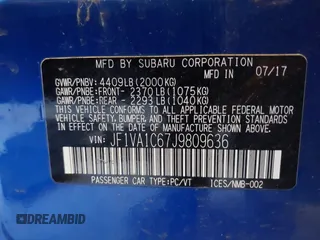 MFD BY SUBARU CORPORATION
GVWR/PNBV: 4409LB(2000KG) 07/17
GAWR/PNBE:FRONT- 2370LB(1075KG)
GAWR/PNBE:REAR - 2293LB(1040KG)
THIS VEHICLE CONFORMS TO ALL APPLICABLE FEDERAL MOTOR
VEHICLE SAFETY, BUMPER, AND THEFT PREVENTION STANDARDS
IN EFFECT ON THE DATE OF MANUFACTURE SHOWN ABOVE.
VIN: JF1VA1C67J9809636
PASSENGER CAR TYPE:PC/VT ICES/NMB-002
DREAMBID